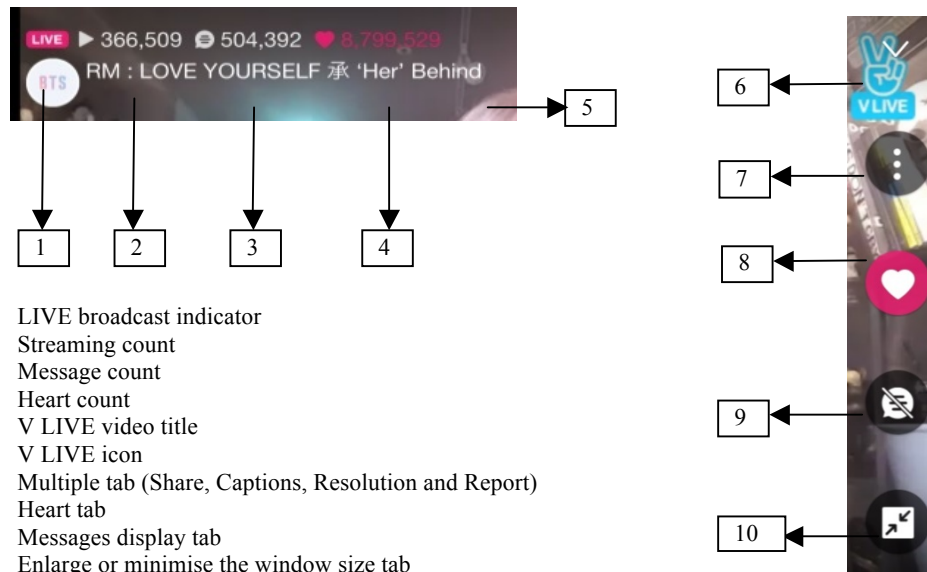 LIVE 366,509 504,392 8,799,529
BTS
RM : LOVE YOURSELF 承 ‘Her’ Behind
5
1
2
3
4
LIVE broadcast indicator
Streaming count
Message count
Heart count
V LIVE video title
V LIVE icon
Multiple tab (Share, Captions, Resolution and Report)
Heart tab
Messages display tab
Enlarge or minimise the window size tab
6
V LIVE
7
8
9
10